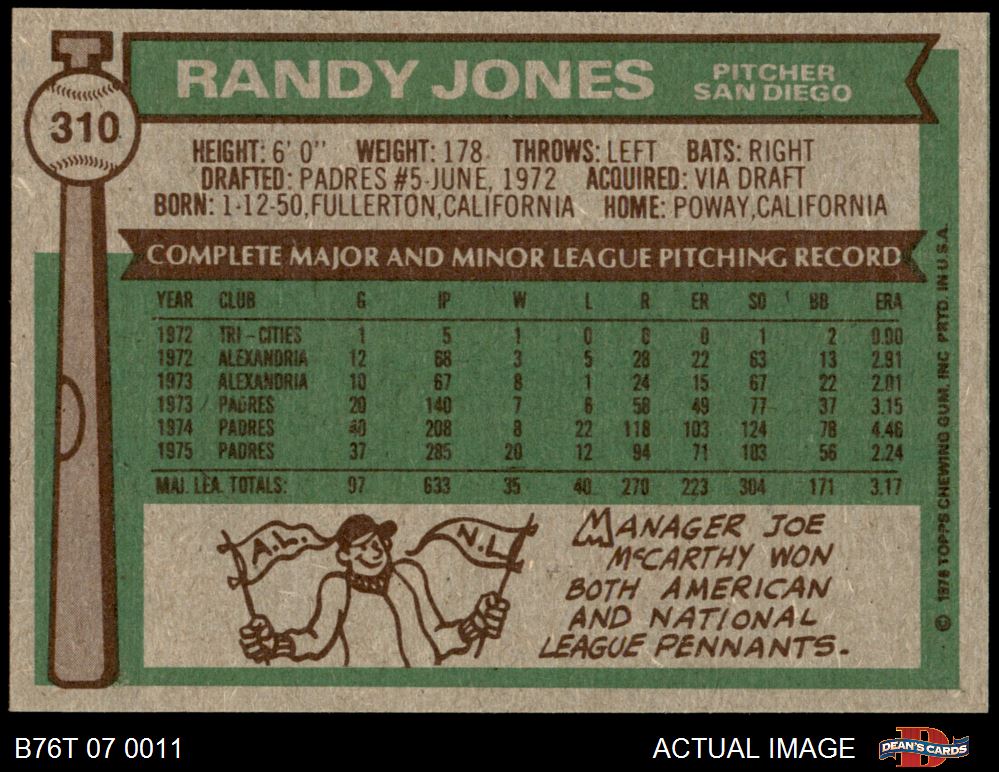 310
RANDY JONES
PITCHER
SAN DIEGO
HEIGHT: 6' 0" WEIGHT: 178 THROWS: LEFT BATS: RIGHT
DRAFTED: PADRES #5-JUNE, 1972 ACQUIRED: VIA DRAFT
BORN: 1-12-50, FULLERTON, CALIFORNIA HOME: POWAY, CALIFORNIA
COMPLETE MAJOR AND MINOR LEAGUE PITCHING RECORD
YEAR CLUB G IP W L R ER SO BB ERA
1972 TRI-CITIES 1 5 1 0 0 0 1 2 0.00
1972 ALEXANDRIA 12 68 3 5 28 22 63 13 2.91
1973 ALEXANDRIA 10 67 8 1 24 15 67 22 2.01
1973 PADRES 20 140 7 6 58 49 77 37 3.15
1974 PADRES 40 208 8 22 118 103 124 78 4.46
1975 PADRES 37 285 20 12 94 71 103 56 2.24
MAJ. LEA. TOTALS: 97 633 35 40 270 223 304 171 3.17
A.L.
N.L.
MANAGER JOE
McCARTHY WON
BOTH AMERICAN
AND NATIONAL
LEAGUE PENNANTS.
© 1976 TOPPS CHEWING GUM, INC PRTD. IN U.S.A.
B76T 07 0011
ACTUAL IMAGE
D
DEAN'S CARDS